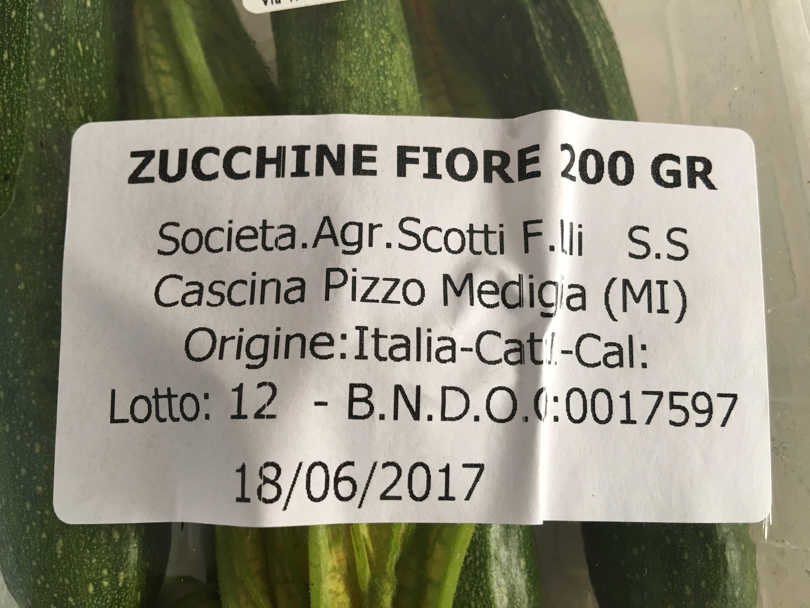 ZUCCHINE FIORE 200 GR
Societa.Agr.Scotti F.lli S.S
Cascina Pizzo Medigia (MI)
Origine:Italia-Cat:I.-Cal:
Lotto: 12 - B.N.D.O.O:0017597
18/06/2017